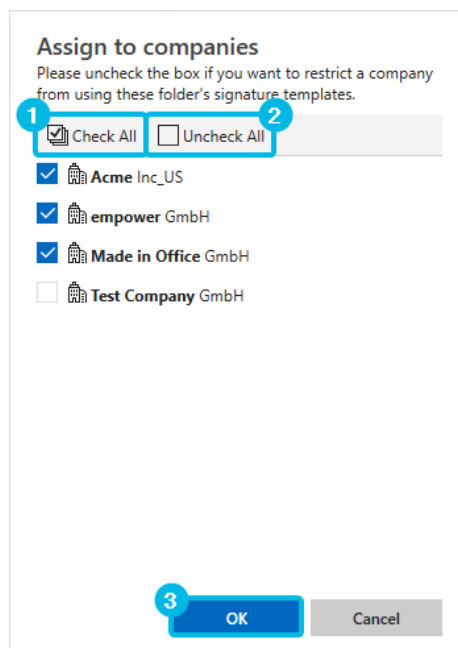 Assign to companies
Please uncheck the box if you want to restrict a company
from using these folder's signature templates.
1 2
Check All Uncheck All
Acme Inc_US
empower GmbH
Made in Office GmbH
Test Company GmbH
3
OK Cancel